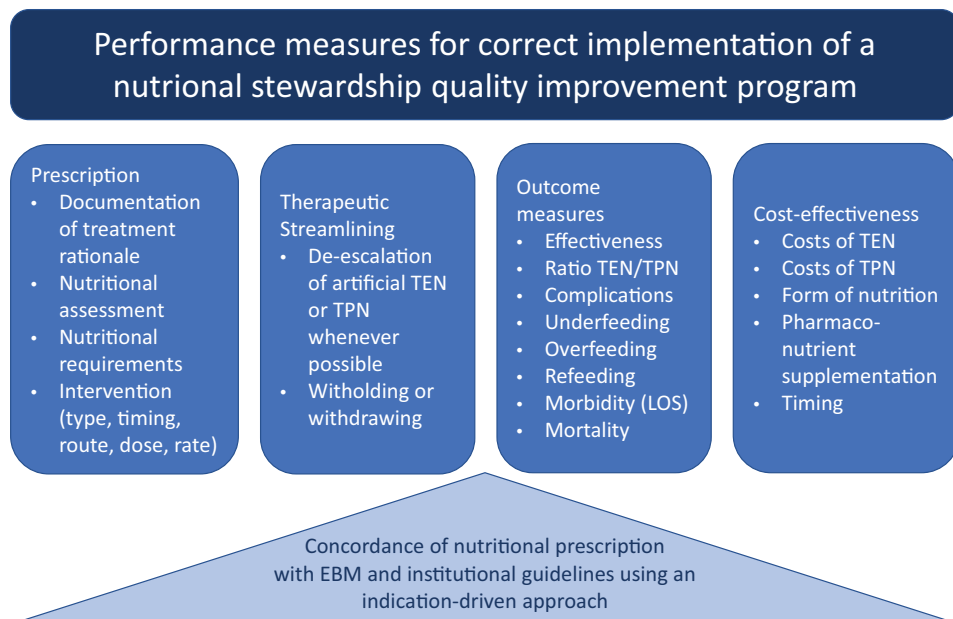 Performance measures for correct implementation of a
nutrional stewardship quality improvement program
Prescription
• Documentation
of treatment
rationale
• Nutritional
assessment
• Nutritional
requirements
• Intervention
(type, timing,
route, dose, rate)
Therapeutic
Streamlining
• De-escalation
of artificial TEN
or TPN
whenever
possible
• Witholding or
withdrawing
Outcome
measures
• Effectiveness
• Ratio TEN/TPN
• Complications
• Underfeeding
• Overfeeding
• Refeeding
• Morbidity (LOS)
• Mortality
Cost-effectiveness
• Costs of TEN
• Costs of TPN
• Form of nutrition
• Pharmaco-
nutrient
supplementation
• Timing
Concordance of nutritional prescription
with EBM and institutional guidelines using an
indication-driven approach